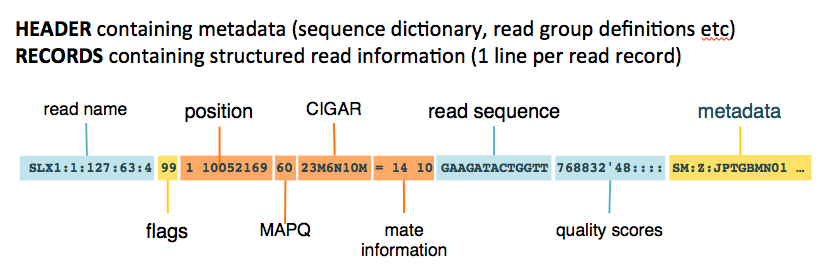 HEADER containing metadata (sequence dictionary, read group definitions etc)
RECORDS containing structured read information (1 line per read record)
read name position CIGAR read sequence metadata
SLX1:1:127:63:4 99 1 10052169 60 23M6N10M = 14 10 GAAGATACTGGTT 768832'48:::: SM:Z:JPTGBMN01 …
flags MAPQ mate information quality scores